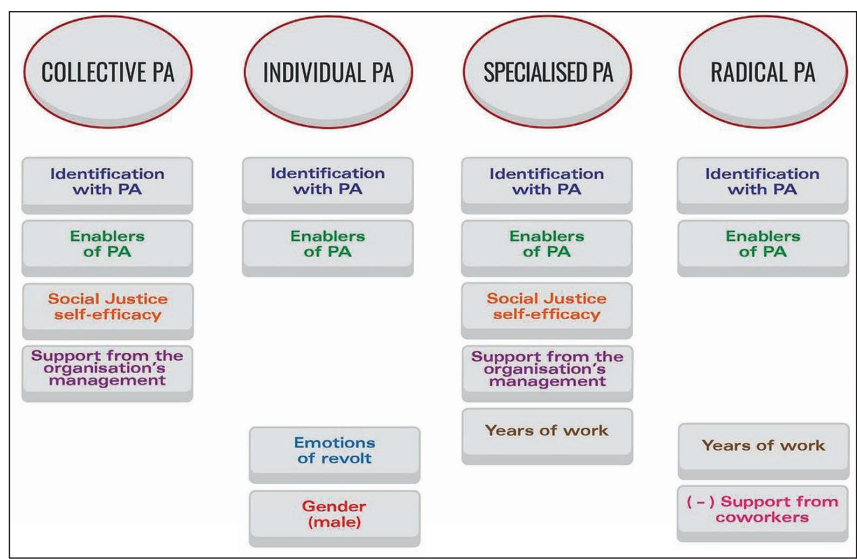 COLLECTIVE PA
Identification
with PA
Enablers
of PA
Social Justice
self-efficacy
Support from the
organisation's
management
INDIVIDUAL PA
Identification
with PA
Enablers
of PA
Emotions
of revolt
Gender
(male)
SPECIALISED PA
Identification
with PA
Enablers
of PA
Social Justice
self-efficacy
Support from the
organisation's
management
Years of work
RADICAL PA
Identification
with PA
Enablers
of PA
Years of work
( - ) Support from
coworkers